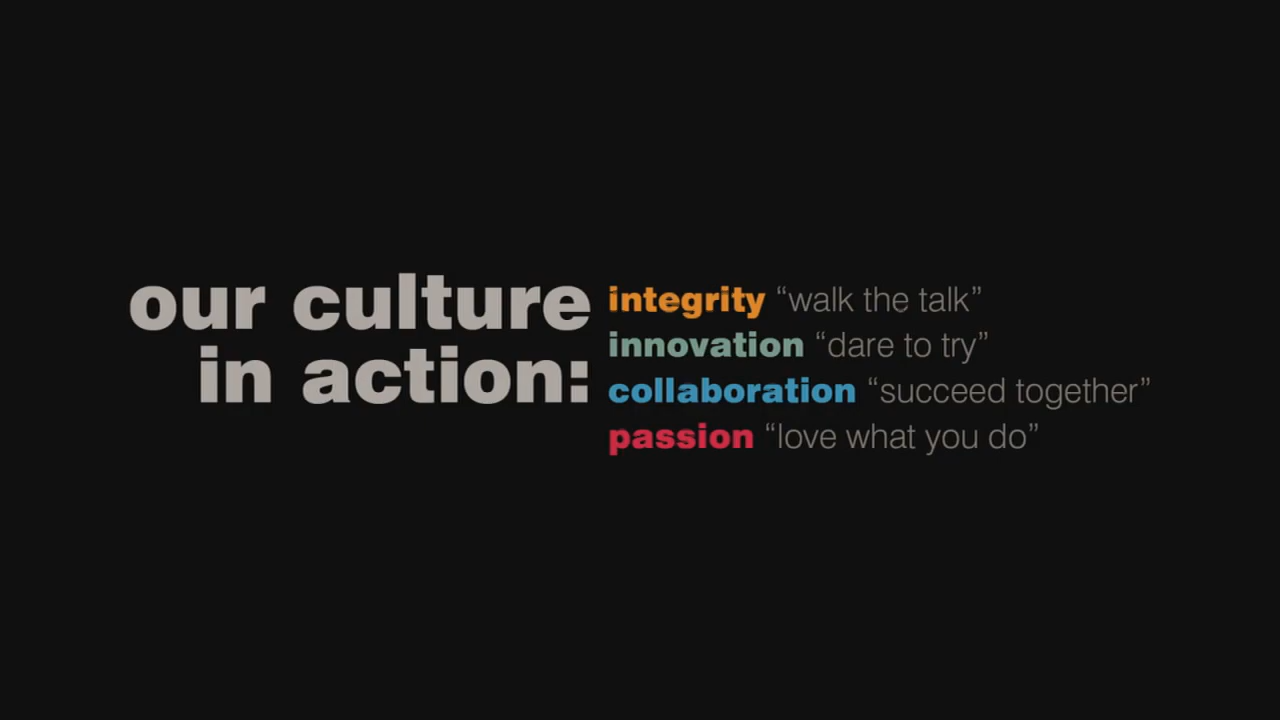 our culture
in action:
integrity “walk the talk”
innovation “dare to try”
collaboration “succeed together”
passion “love what you do”